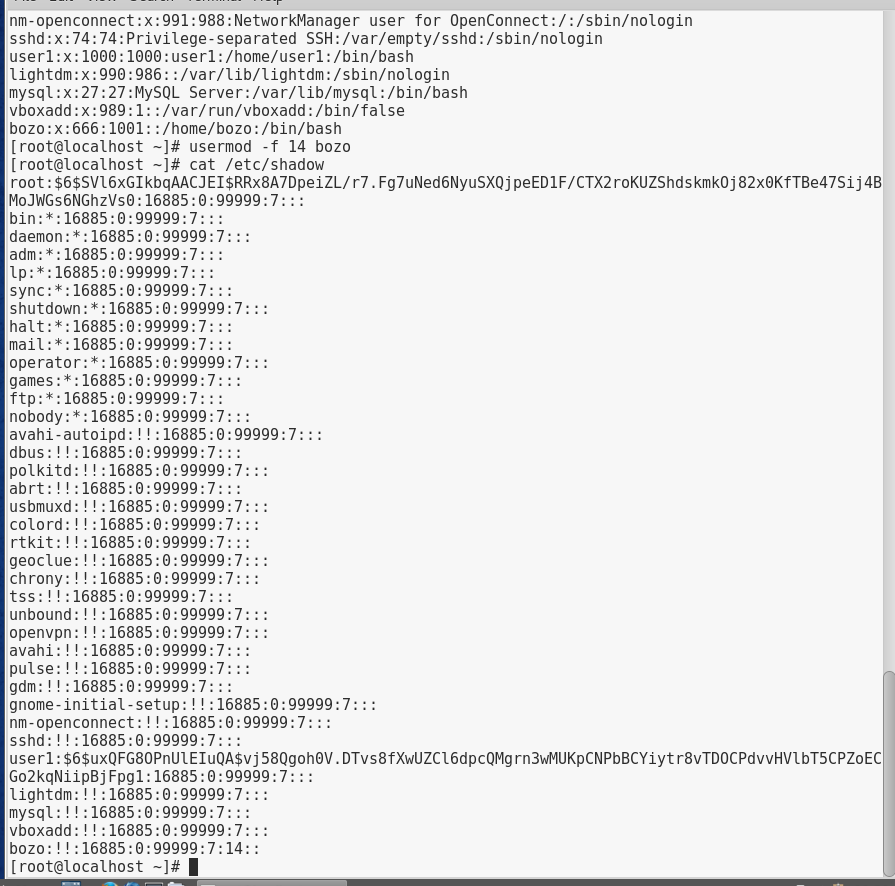 nm-openconnect:x:991:988:NetworkManager user for OpenConnect:/:/sbin/nologin
sshd:x:74:74:Privilege-separated SSH:/var/empty/sshd:/sbin/nologin
user1:x:1000:1000:user1:/home/user1:/bin/bash
lightdm:x:990:986::/var/lib/lightdm:/sbin/nologin
mysql:x:27:27:MySQL Server:/var/lib/mysql:/bin/bash
vboxadd:x:989:1::/var/run/vboxadd:/bin/false
bozo:x:666:1001::/home/bozo:/bin/bash
[root@localhost ~]# usermod -f 14 bozo
[root@localhost ~]# cat /etc/shadow
root:$6$SVl6xGIkbqAACJEI$RRx8A7DpeiZL/r7.Fg7uNed6NyuSXQjpeED1F/CTX2roKUZShdskmkOj82x0KfTBe47Sij4B
MoJWGs6NGhzVs0:16885:0:99999:7:::
bin:*:16885:0:99999:7:::
daemon:*:16885:0:99999:7:::
adm:*:16885:0:99999:7:::
lp:*:16885:0:99999:7:::
sync:*:16885:0:99999:7:::
shutdown:*:16885:0:99999:7:::
halt:*:16885:0:99999:7:::
mail:*:16885:0:99999:7:::
operator:*:16885:0:99999:7:::
games:*:16885:0:99999:7:::
ftp:*:16885:0:99999:7:::
nobody:*:16885:0:99999:7:::
avahi-autoipd:!!:16885:0:99999:7:::
dbus:!!:16885:0:99999:7:::
polkitd:!!:16885:0:99999:7:::
abrt:!!:16885:0:99999:7:::
usbmuxd:!!:16885:0:99999:7:::
colord:!!:16885:0:99999:7:::
rtkit:!!:16885:0:99999:7:::
geoclue:!!:16885:0:99999:7:::
chrony:!!:16885:0:99999:7:::
tss:!!:16885:0:99999:7:::
unbound:!!:16885:0:99999:7:::
openvpn:!!:16885:0:99999:7:::
avahi:!!:16885:0:99999:7:::
pulse:!!:16885:0:99999:7:::
gdm:!!:16885:0:99999:7:::
gnome-initial-setup:!!:16885:0:99999:7:::
nm-openconnect:!!:16885:0:99999:7:::
sshd:!!:16885:0:99999:7:::
user1:$6$uxQFG8OPnUlEIuQA$vj58Qgoh0V.DTvs8fXwUZCl6dpcQMgrn3wMUKpCNPbBCYiytr8vTDOCPdvvHVlbT5CPZoEC
Go2kqNiipBjFpg1:16885:0:99999:7:::
lightdm:!!:16885:0:99999:7:::
mysql:!!:16885:0:99999:7:::
vboxadd:!!:16885:0:99999:7:::
bozo:!!:16885:0:99999:7:14::
[root@localhost ~]#